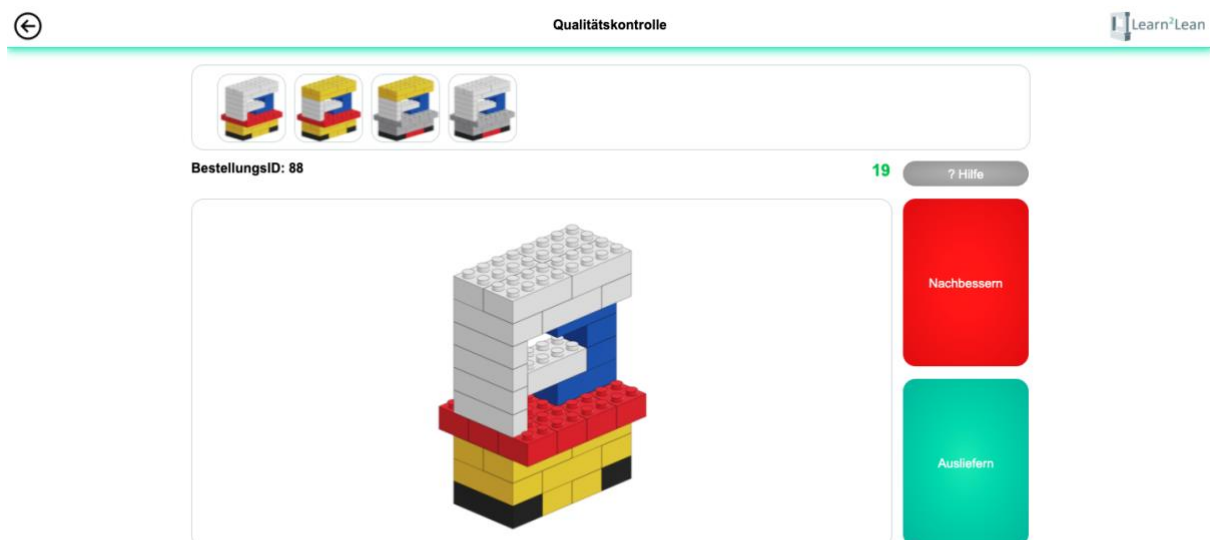 Qualitätskontrolle
Learn²Lean
BestellungsID: 88
19
? Hilfe
Nachbessern
Ausliefern